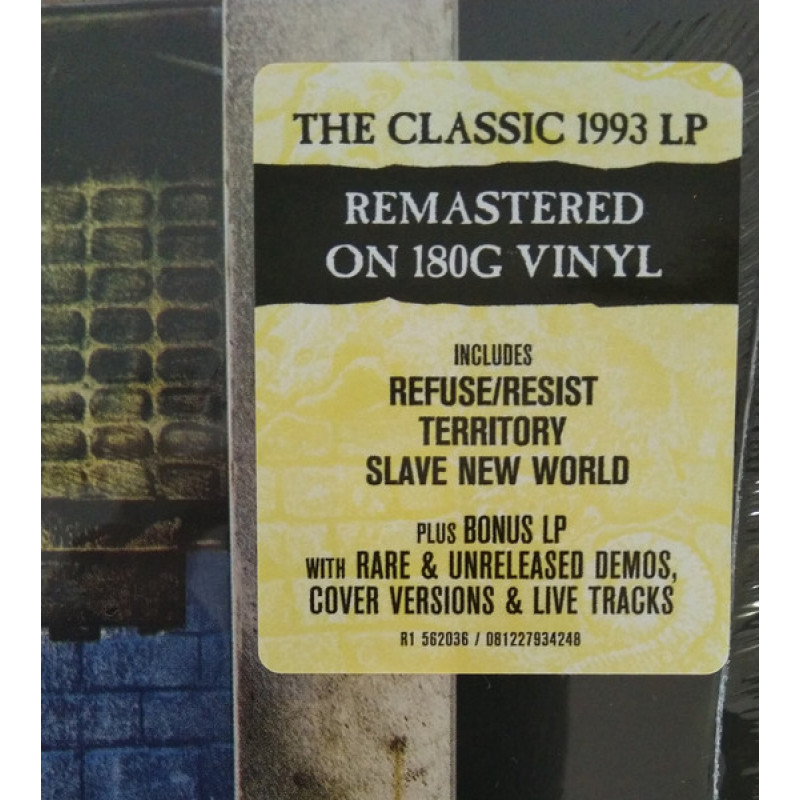 THE CLASSIC 1993 LP
REMASTERED
ON 180G VINYL
INCLUDES
REFUSE/RESIST
TERRITORY
SLAVE NEW WORLD
PLUS BONUS LP
WITH RARE & UNRELEASED DEMOS,
COVER VERSIONS & LIVE TRACKS
R1 562036 / 081227934248